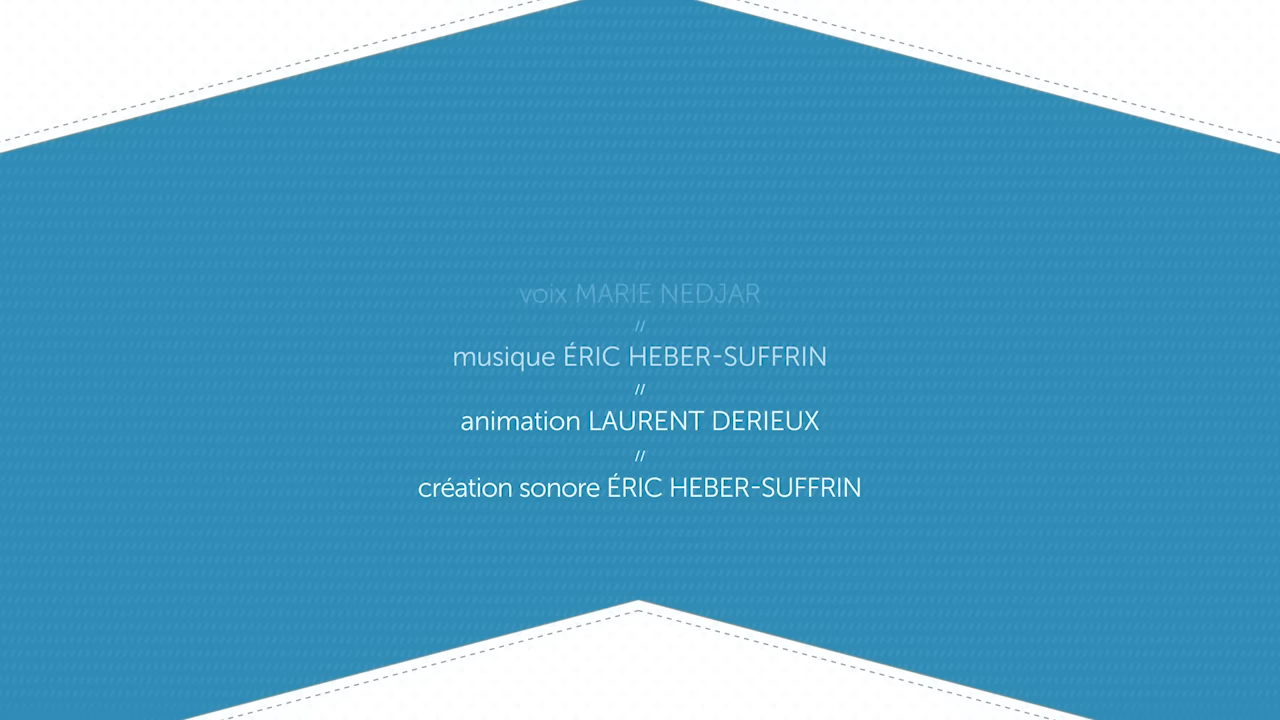 voix MARIE NEDJAR
//
musique ÉRIC HEBER-SUFFRIN
//
animation LAURENT DERIEUX
//
création sonore ÉRIC HEBER-SUFFRIN